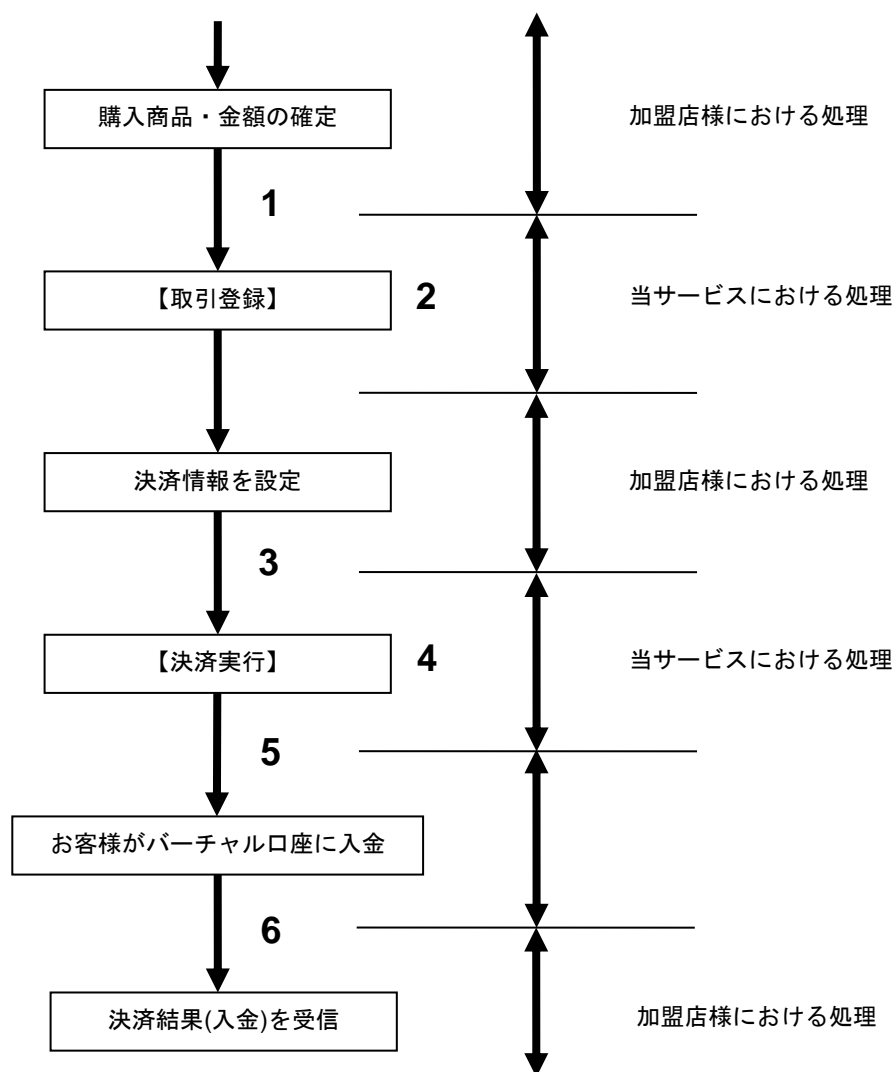 購入商品・金額の確定
加盟店様における処理
1
【取引登録】
2
当サービスにおける処理
決済情報を設定
加盟店様における処理
3
【決済実行】
4
当サービスにおける処理
5
お客様がバーチャル口座に入金
6
決済結果(入金)を受信
加盟店様における処理